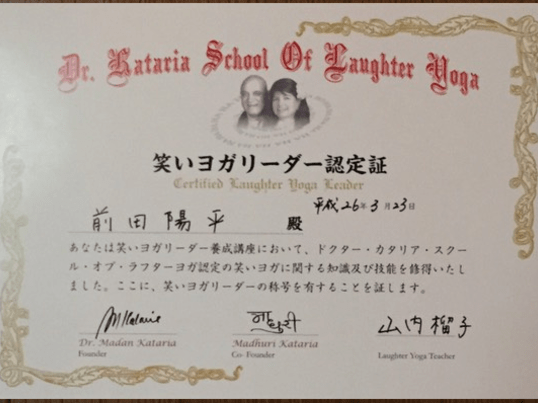 Dr. Kataria School Of Laughter Yoga
笑いヨガリーダー認定証
Certified Laughter Yoga Leader
平成26年3月23日
前田陽平 殿
あなたは笑いヨガリーダー養成講座において、ドクター・カタリア・スクー
ル・オブ・ラフターヨガ認定の笑いヨガに関する知識及び技能を修得いたし
ました。ここに、笑いヨガリーダーの称号を有することを証します。
MKataria
山内榴子
Dr. Madan Kataria
Madhuri Kataria
Founder
Co-Founder
Laughter Yoga Teacher